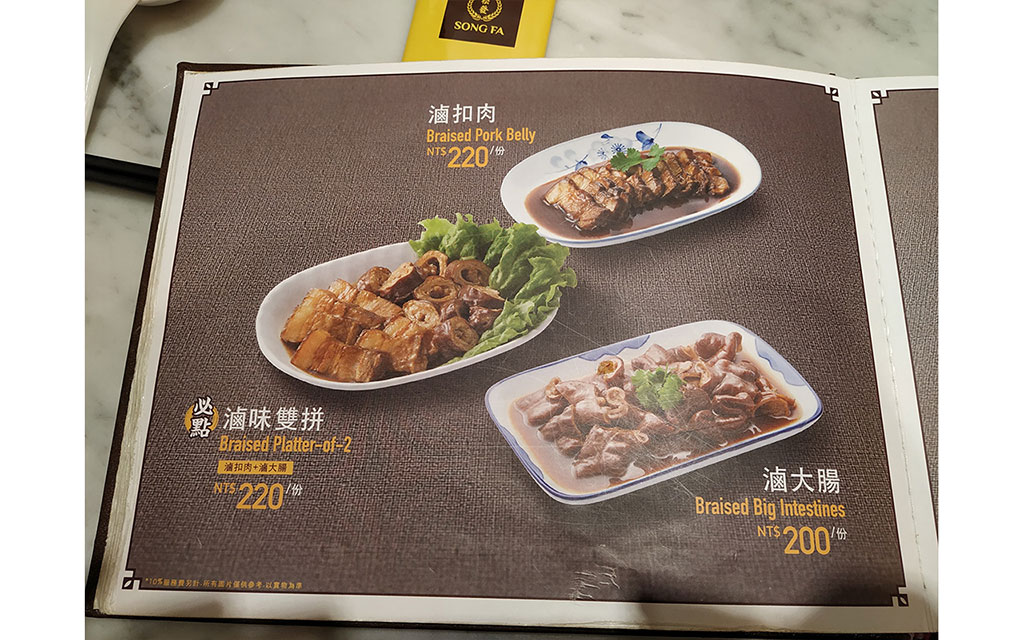 松發
SONG FA
滷扣肉
Braised Pork Belly
NT$220/份
必點
滷味雙拼
Braised Platter-of-2
滷扣肉+滷大腸
NT$220/份
滷大腸
Braised Big Intestines
NT$200/份
*10%服務費另計.所有圖片僅供參考.以實物為準